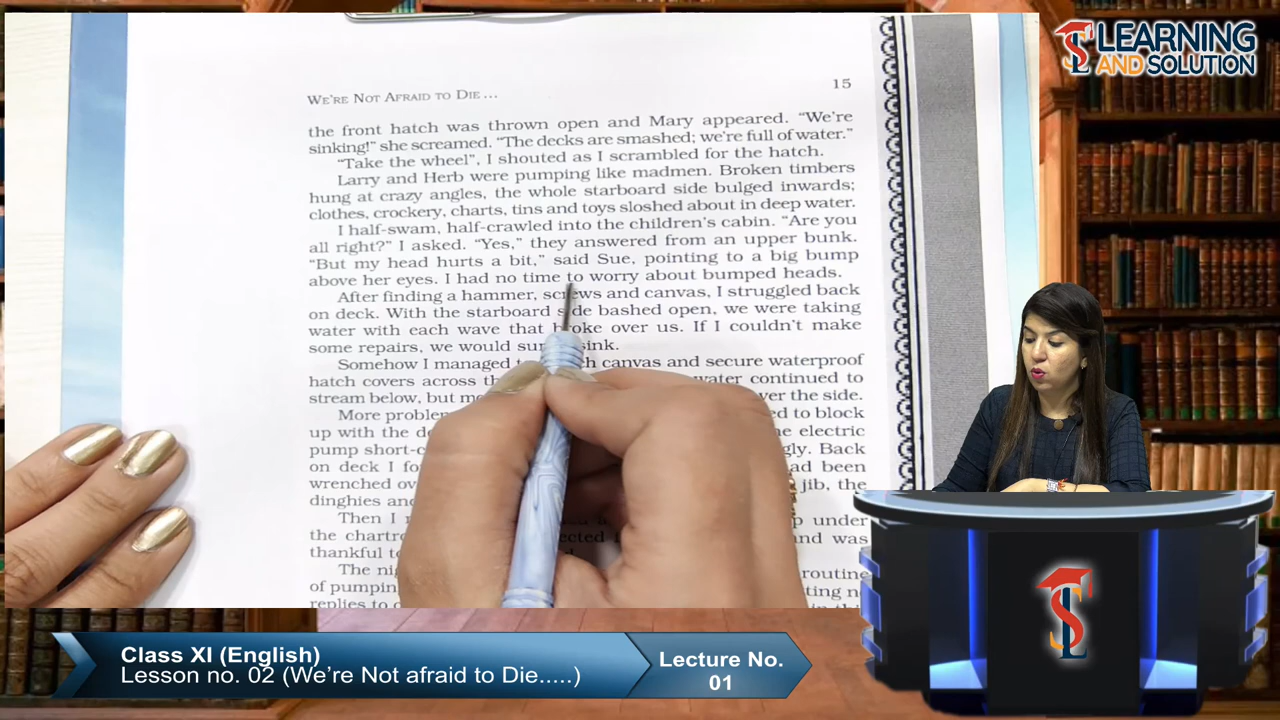 LEARNING
AND SOLUTION
WE'RE NOT AFRAID TO DIE ...
15
the front hatch was thrown open and Mary appeared. "We're
sinking!" she screamed. "The decks are smashed; we're full of water."
"Take the wheel", I shouted as I scrambled for the hatch.
Larry and Herb were pumping like madmen. Broken timbers
hung at crazy angles, the whole starboard side bulged inwards;
clothes, crockery, charts, tins and toys sloshed about in deep water.
I half-swam, half-crawled into the children's cabin. "Are you
all right?" I asked. "Yes," they answered from an upper bunk.
"But my head hurts a bit," said Sue, pointing to a big bump
above her eyes. I had no time to worry about bumped heads.
After finding a hammer, screws and canvas, I struggled back
on deck. With the starboard side bashed open, we were taking
water with each wave that broke over us. If I couldn't make
some repairs, we would sink.
Somehow I managed canvas and secure waterproof
hatch covers across water continued to
stream below, but over the side.
More to block
up with the electric
pump Back
on deck I had been
wrenched jib, the
dinghies
Then I under
the and was
thankful
The routine
of
replies to
Class XI (English)
Lesson no. 02 (We're Not afraid to Die.....)
Lecture No.
01